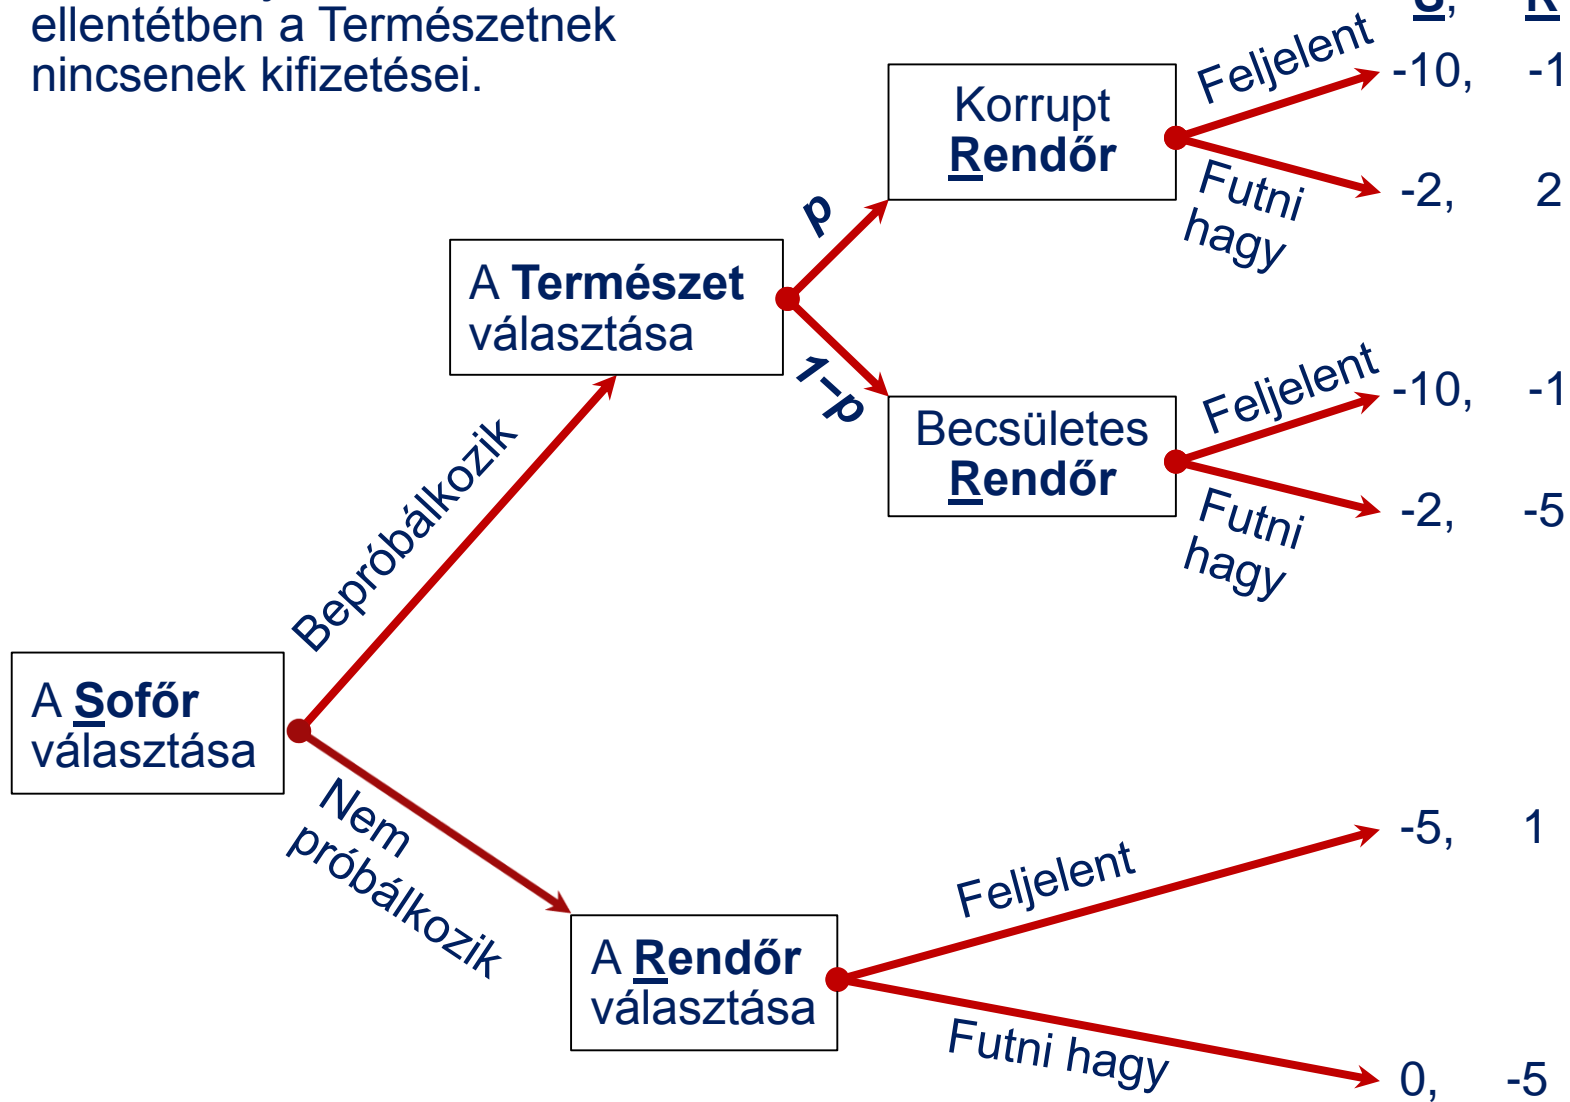 ellentétben a Természetnek
nincsenek kifizetései.
S, R
Feljelent
-10, -1
Korrupt
Rendőr
Futni
hagy
-2, 2
p
A Természet
választása
1-p
Feljelent
-10, -1
Becsületes
Rendőr
Futni
hagy
-2, -5
Bepróbálkozik
A Sofőr
választása
Nem
próbálkozik
Feljelent
-5, 1
A Rendőr
választása
Futni hagy
0, -5